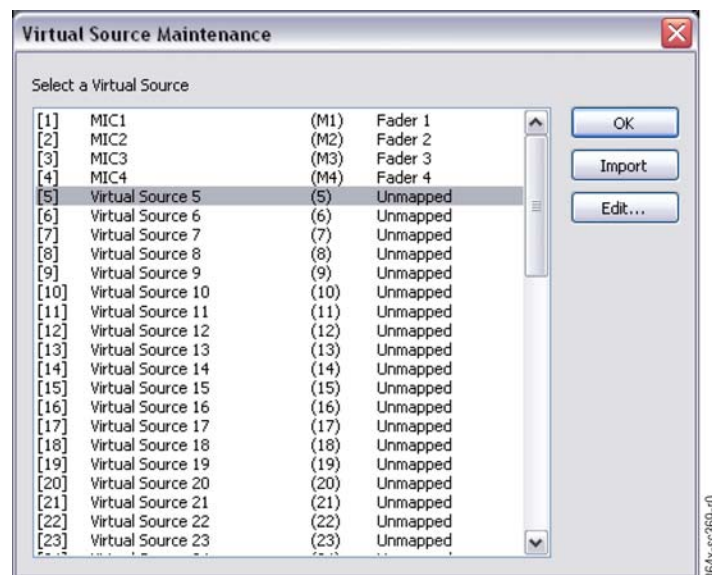 Virtual Source Maintenance
Select a Virtual Source
[1] MIC1 (M1) Fader 1
[2] MIC2 (M2) Fader 2
[3] MIC3 (M3) Fader 3
[4] MIC4 (M4) Fader 4
[5] Virtual Source 5 (5) Unmapped
[6] Virtual Source 6 (6) Unmapped
[7] Virtual Source 7 (7) Unmapped
[8] Virtual Source 8 (8) Unmapped
[9] Virtual Source 9 (9) Unmapped
[10] Virtual Source 10 (10) Unmapped
[11] Virtual Source 11 (11) Unmapped
[12] Virtual Source 12 (12) Unmapped
[13] Virtual Source 13 (13) Unmapped
[14] Virtual Source 14 (14) Unmapped
[15] Virtual Source 15 (15) Unmapped
[16] Virtual Source 16 (16) Unmapped
[17] Virtual Source 17 (17) Unmapped
[18] Virtual Source 18 (18) Unmapped
[19] Virtual Source 19 (19) Unmapped
[20] Virtual Source 20 (20) Unmapped
[21] Virtual Source 21 (21) Unmapped
[22] Virtual Source 22 (22) Unmapped
[23] Virtual Source 23 (23) Unmapped
OK
Import
Edit...